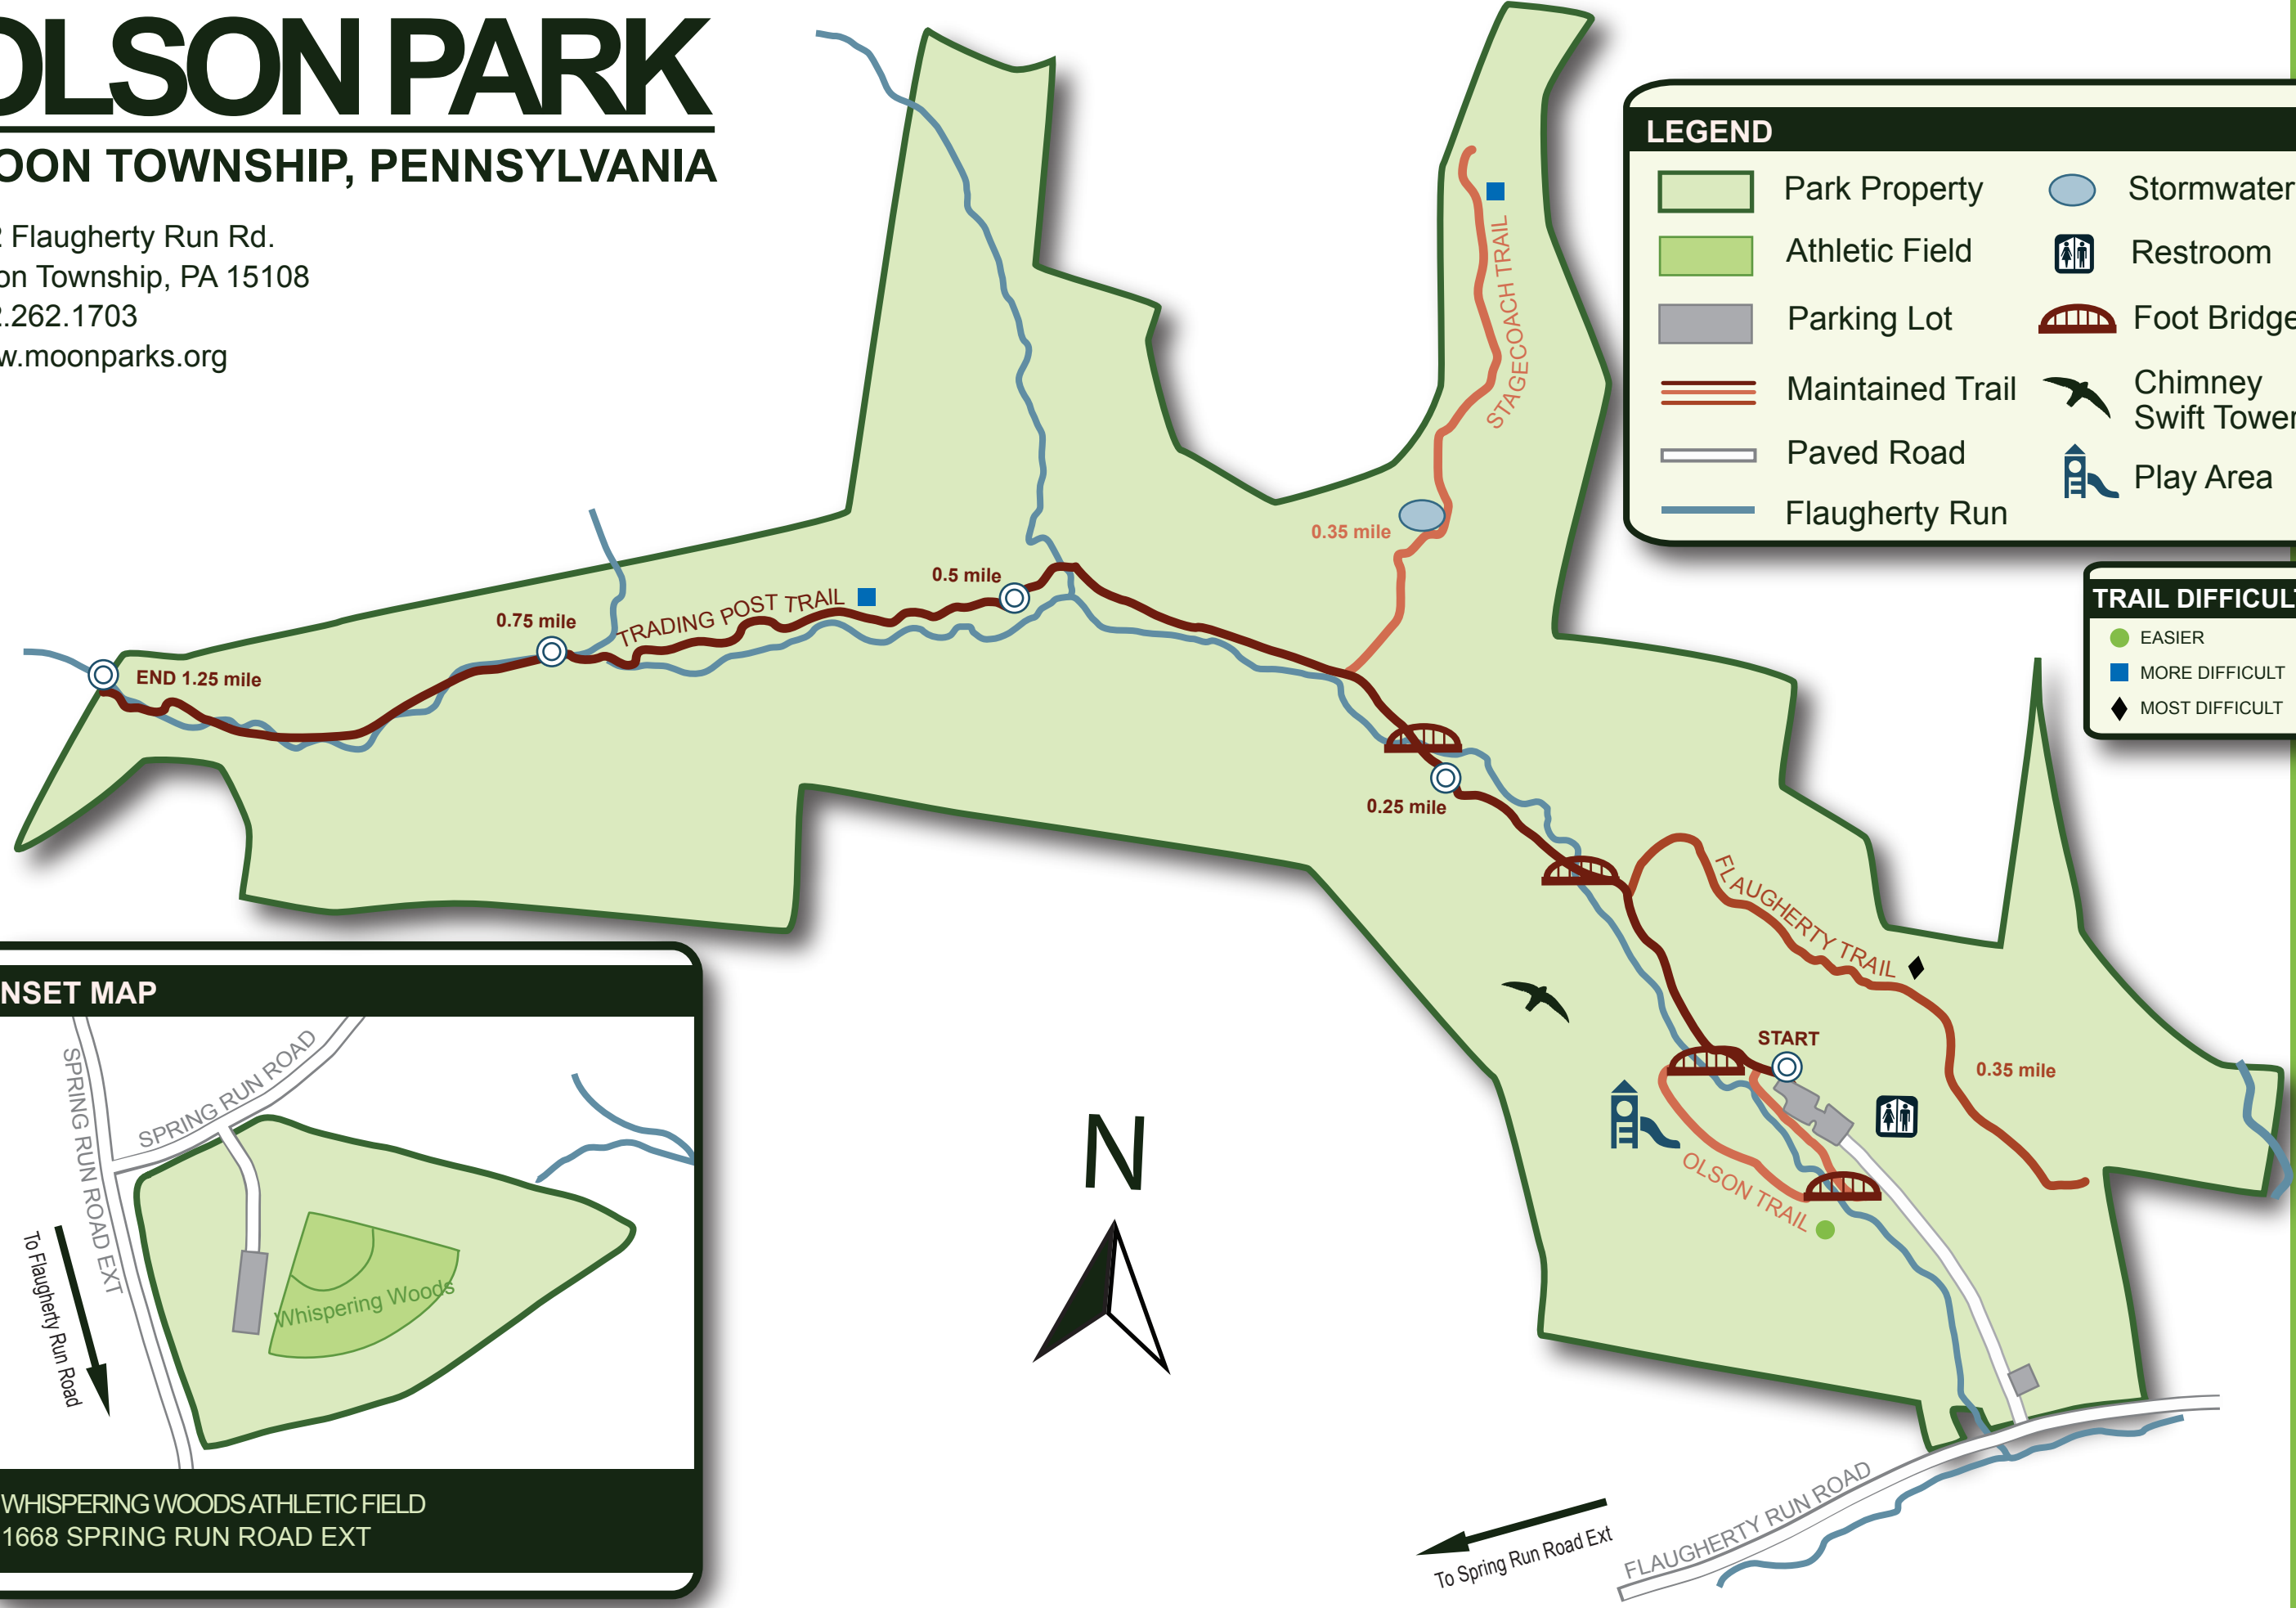 OLSON PARK
OON TOWNSHIP, PENNSYLVANIA
2 Flaugherty Run Rd.
on Township, PA 15108
2.262.1703
w.moonparks.org
LEGEND
Park Property
Athletic Field
Parking Lot
Maintained Trail
Paved Road
Flaugherty Run
Stormwater
Restroom
Foot Bridge
Chimney
Swift Tower
Play Area
TRAIL DIFFICULT
EASIER
MORE DIFFICULT
MOST DIFFICULT
STAGECOACH TRAIL
0.35 mile
0.5 mile
TRADING POST TRAIL
0.75 mile
END 1.25 mile
0.25 mile
FLAUGHERTY TRAIL
START
0.35 mile
OLSON TRAIL
N
FLAUGHERTY RUN ROAD
To Spring Run Road Ext
NSET MAP
SPRING RUN ROAD
SPRING RUN ROAD EXT
To Flaugherty Run Road
Whispering Woods
WHISPERING WOODS ATHLETIC FIELD
1668 SPRING RUN ROAD EXT